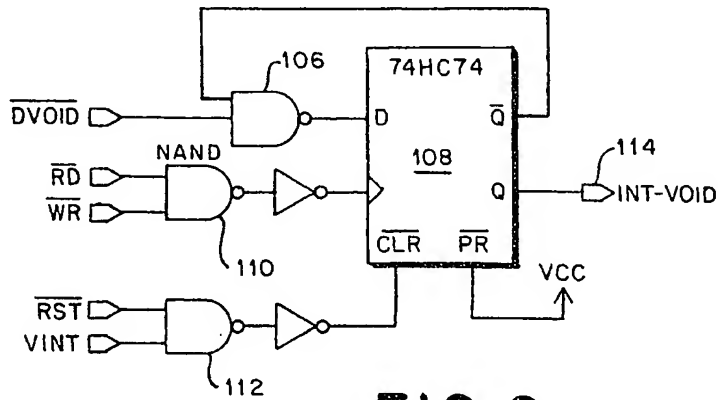 106
74HC74
DVOID
D
Q
NAND
108
114
RD
Q
INT-VOID
WR
CLR
PR
110
VCC
RST
VINT
112